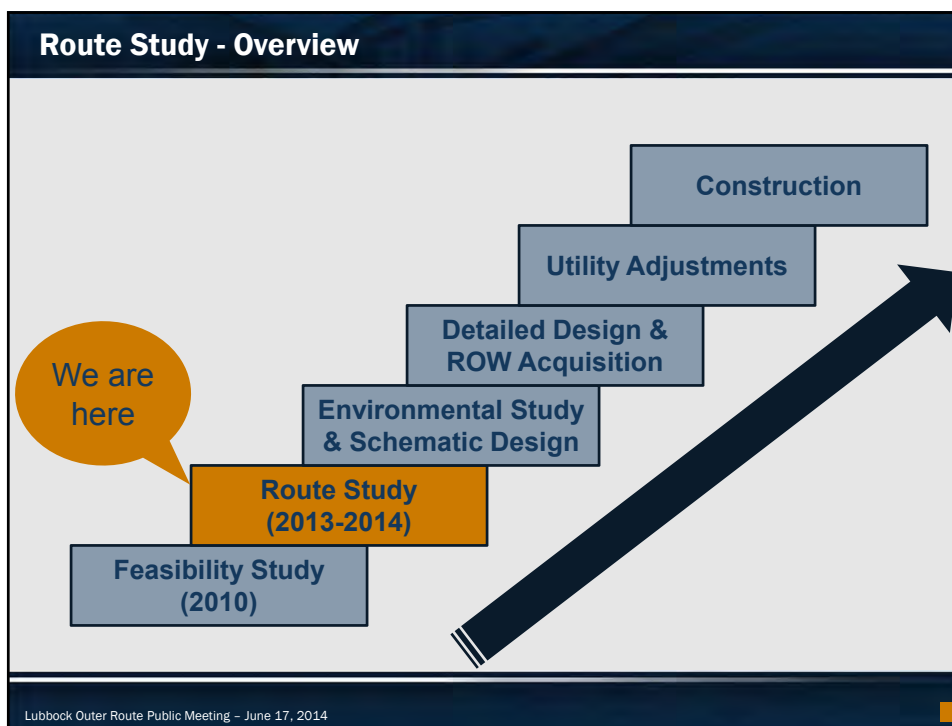 Route Study - Overview
Construction
Utility Adjustments
Detailed Design &
ROW Acquisition
We are
here
Environmental Study
& Schematic Design
Route Study
(2013-2014)
Feasibility Study
(2010)
Lubbock Outer Route Public Meeting – June 17, 2014